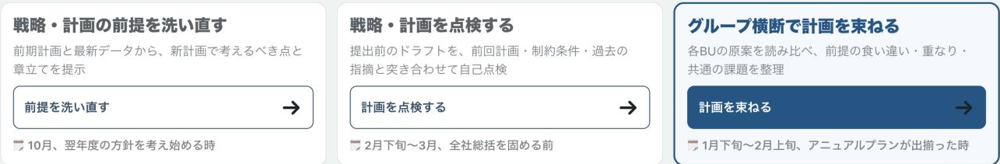 戦略・計画の前提を洗い直す
前期計画と最新データから、新計画で考えるべき点と
章立てを提示
前提を洗い直す
10月、翌年度の方針を考え始める時
戦略・計画を点検する
提出前のドラフトを、前回計画・制約条件・過去の
指摘と突き合わせて自己点検
計画を点検する
2月下旬〜3月、全社総括を固める前
グループ横断で計画を束ねる
各BUの原案を読み比べ、前提の食い違い・重なり・
共通の課題を整理
計画を束ねる
1月下旬〜2月上旬、アニュアルプランが出揃った時